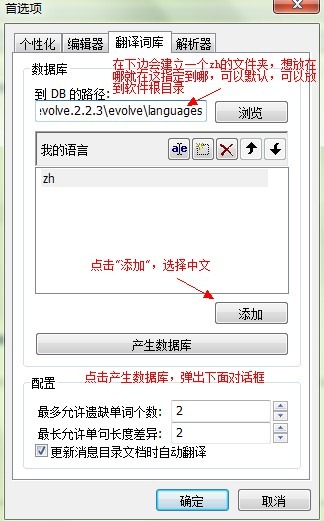 首选项
个性化 编辑器 翻译词库 解析器
数据库
在下边会建立一个zh的文件夹，想放在
哪就在这指定到哪，可以默认，可以放
到软件根目录
到 DB 的路径:
evolve.2.2.3\evolve\languages 浏览
我的语言
zh
点击“添加”，选择中文
添加
产生数据库
配置
点击产生数据库，弹出下面对话框
最多允许遗缺单词个数: 2
最长允许单句长度差异: 2
更新消息目录文档时自动翻译
确定 取消